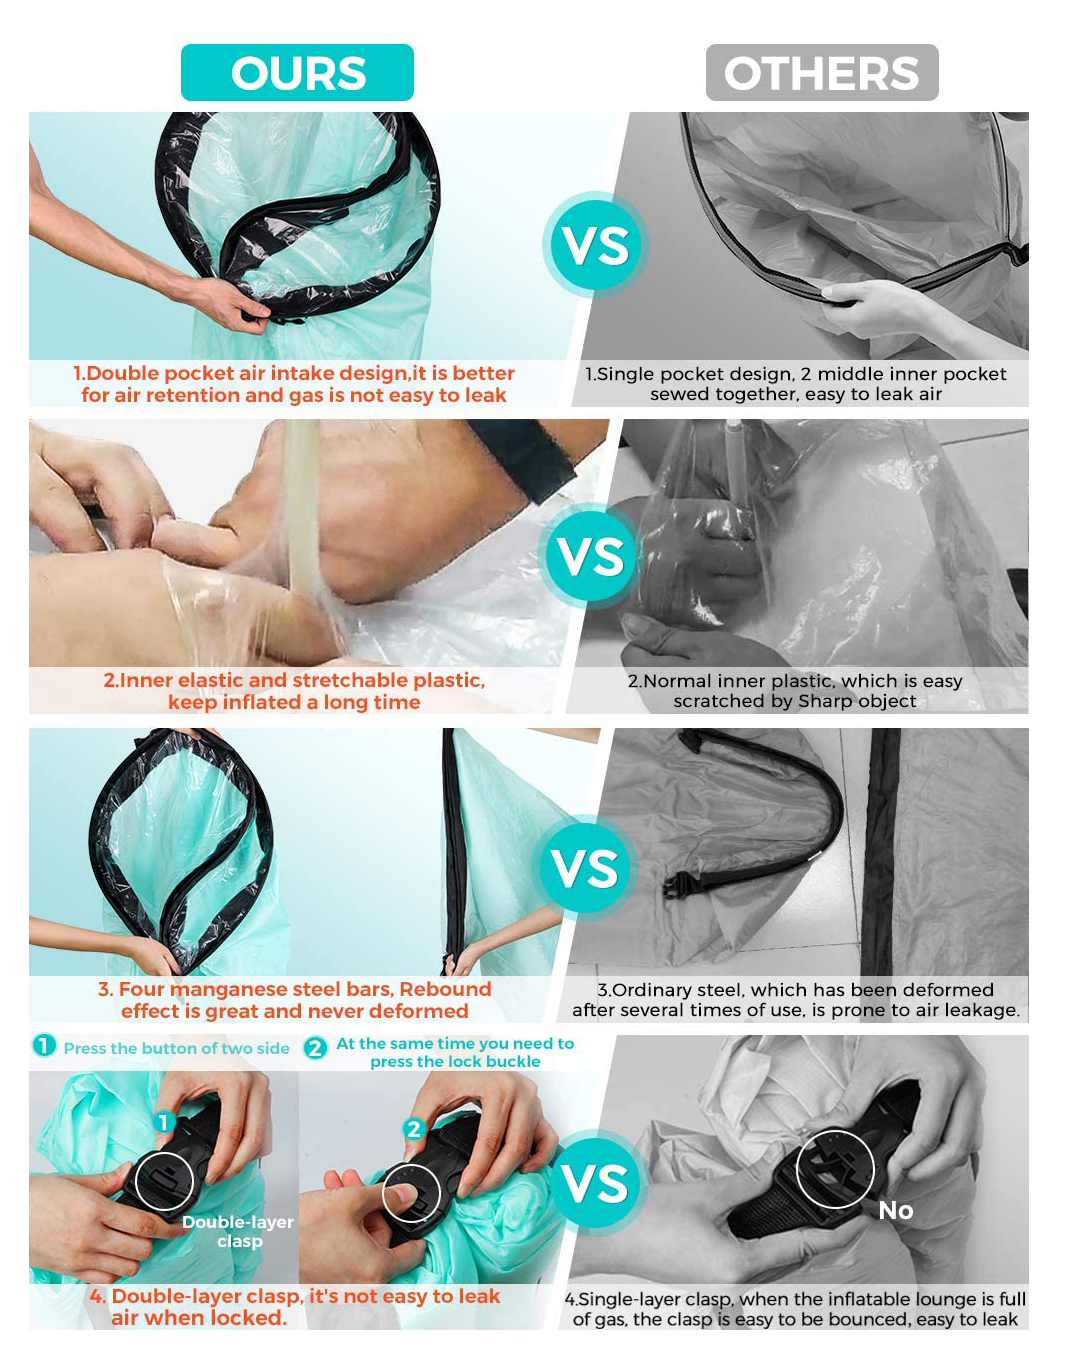 OURS
OTHERS
VS
1.Double pocket air intake design,it is better
for air retention and gas is not easy to leak
1.Single pocket design, 2 middle inner pocket
sewed together, easy to leak air
VS
2.Inner elastic and stretchable plastic,
keep inflated a long time
2.Normal inner plastic, which is easy
scratched by Sharp object
VS
3. Four manganese steel bars, Rebound
effect is great and never deformed
3.Ordinary steel, which has been deformed
after several times of use, is prone to air leakage.
1 Press the button of two side
2 At the same time you need to
press the lock buckle
1
2
VS
Double-layer
clasp
No
4. Double-layer clasp, it's not easy to leak
air when locked.
4.Single-layer clasp, when the inflatable lounge is full
of gas, the clasp is easy to be bounced, easy to leak